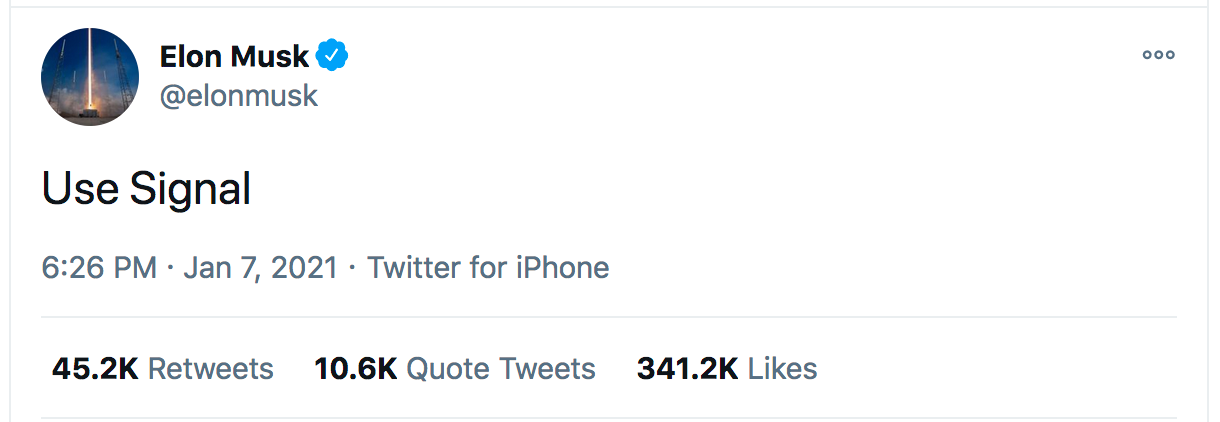 Elon Musk
@elonmusk
Use Signal
6:26 PM · Jan 7, 2021 · Twitter for iPhone
45.2K Retweets 10.6K Quote Tweets 341.2K Likes